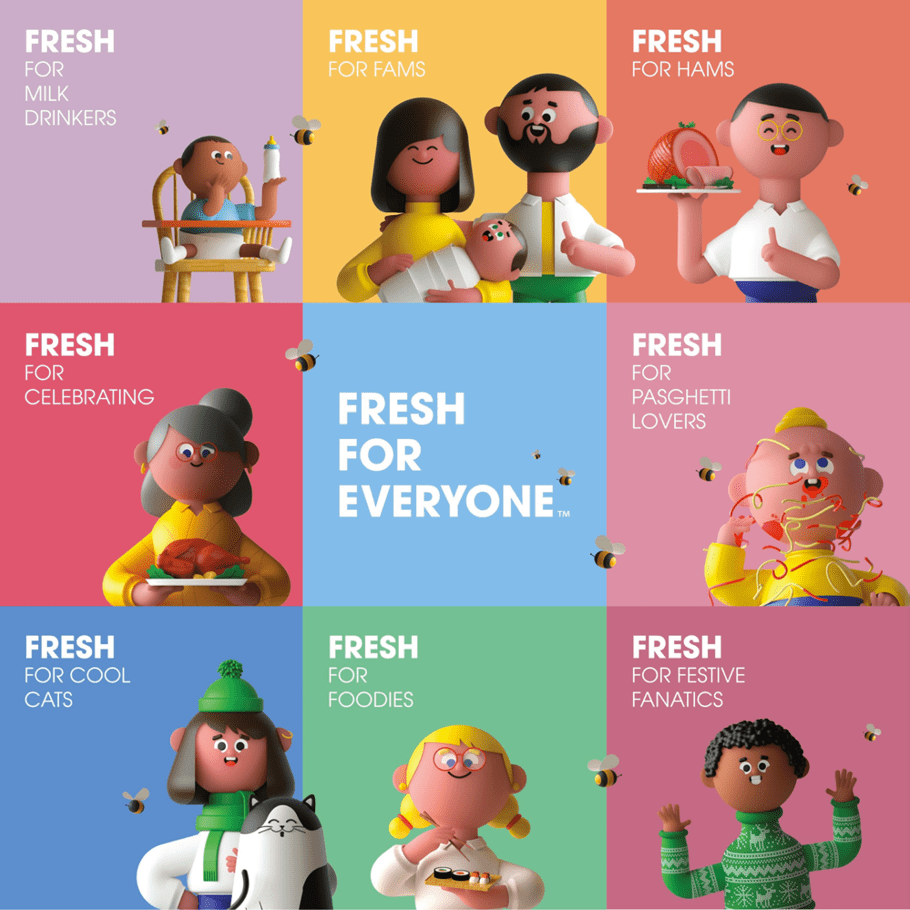 FRESH
FOR
MILK
DRINKERS
FRESH
FOR FAMS
FRESH
FOR HAMS
FRESH
FOR
CELEBRATING
FRESH
FOR
EVERYONE™
FRESH
FOR
PASGHETTI
LOVERS
FRESH
FOR COOL
CATS
FRESH
FOR
FOODIES
FRESH
FOR FESTIVE
FANATICS